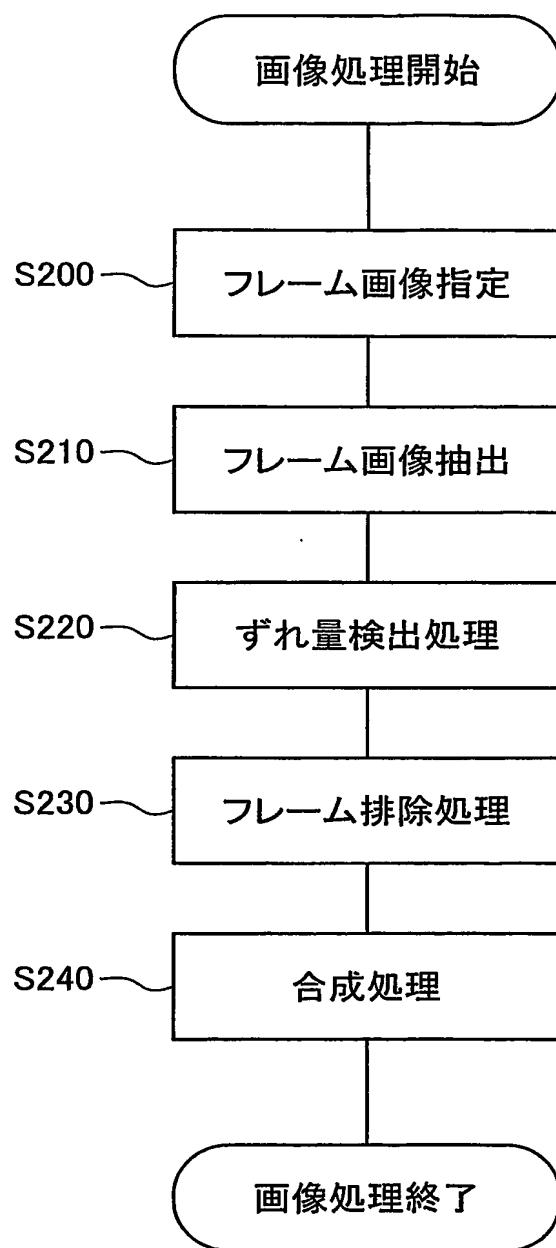 画像処理開始
S200
フレーム画像指定
S210
フレーム画像抽出
S220
ずれ量検出処理
S230
フレーム排除処理
S240
合成処理
画像処理終了